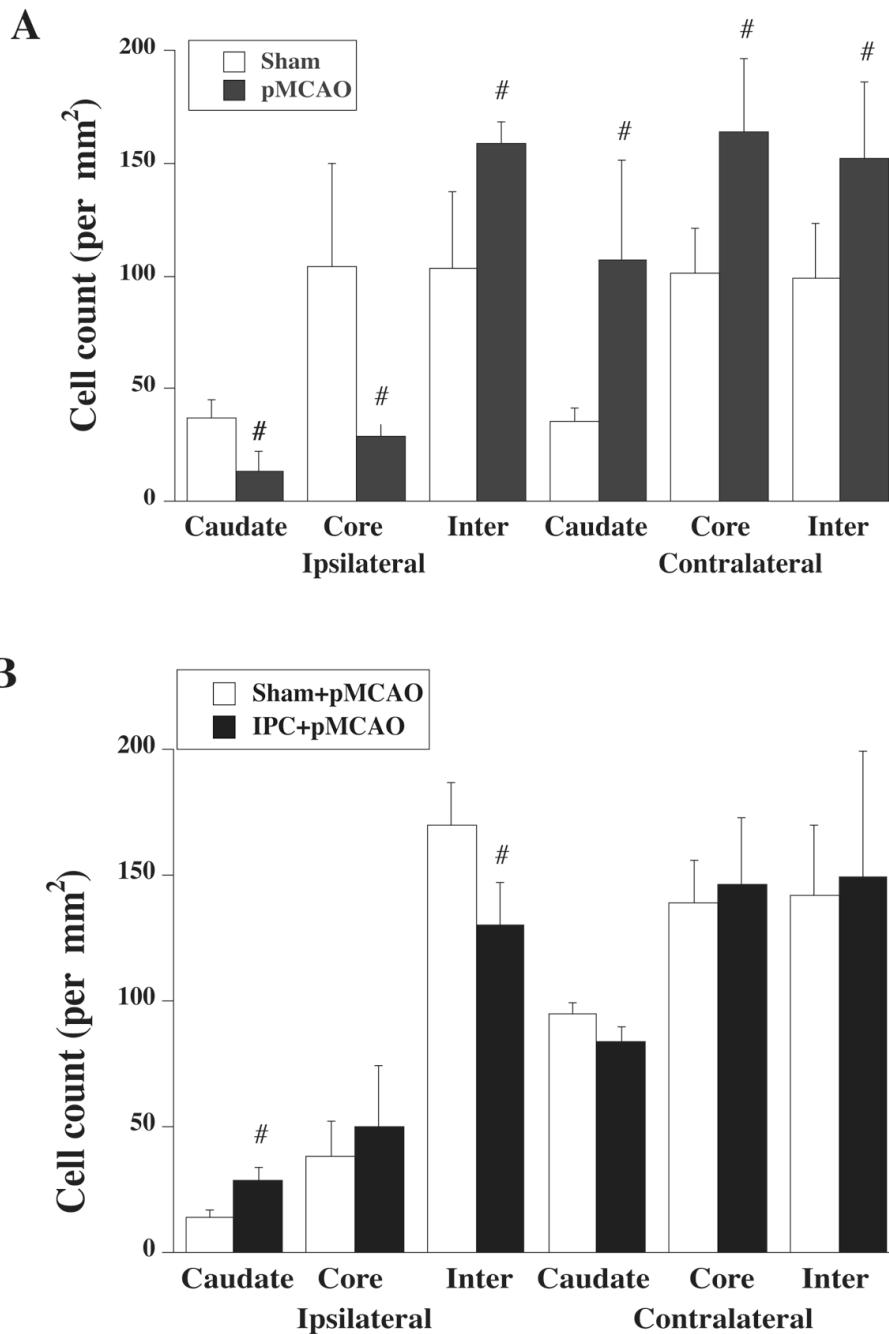 A
Sham
pMCAO
Cell count (per mm2)
200
150
100
50
0
# # # # # #
Caudate Core Inter Caudate Core Inter
Ipsilateral Contralateral
B
Sham+pMCAO
IPC+pMCAO
Cell count (per mm2)
200
150
100
50
0
# #
Caudate Core Inter Caudate Core Inter
Ipsilateral Contralateral